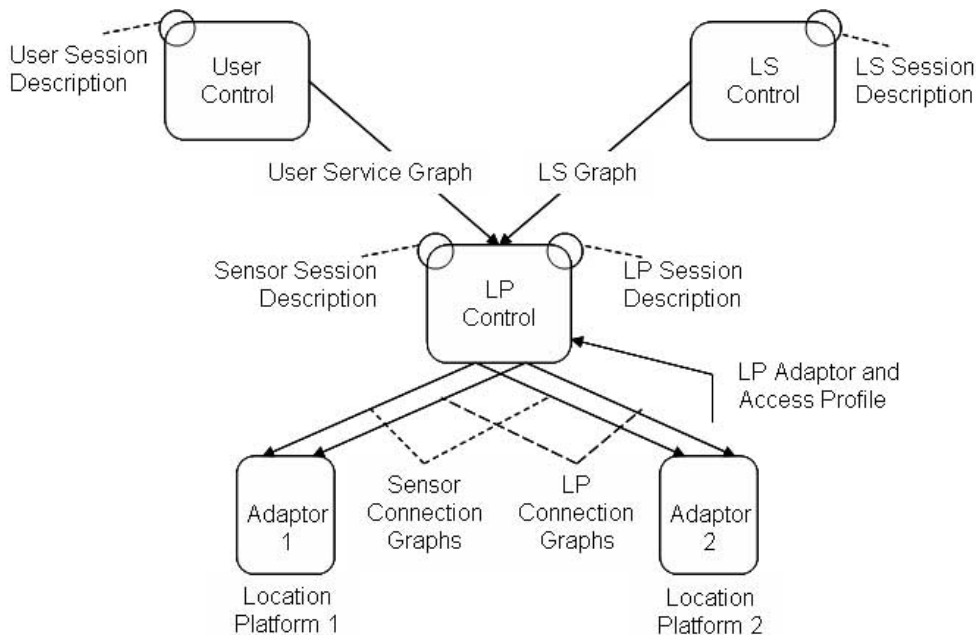 User Session
Description
User
Control
LS
Control
LS Session
Description
User Service Graph
LS Graph
Sensor Session
Description
LP
Control
LP Session
Description
LP Adaptor and
Access Profile
Adaptor
1
Sensor
Connection
Graphs
LP
Connection
Graphs
Adaptor
2
Location
Platform 1
Location
Platform 2